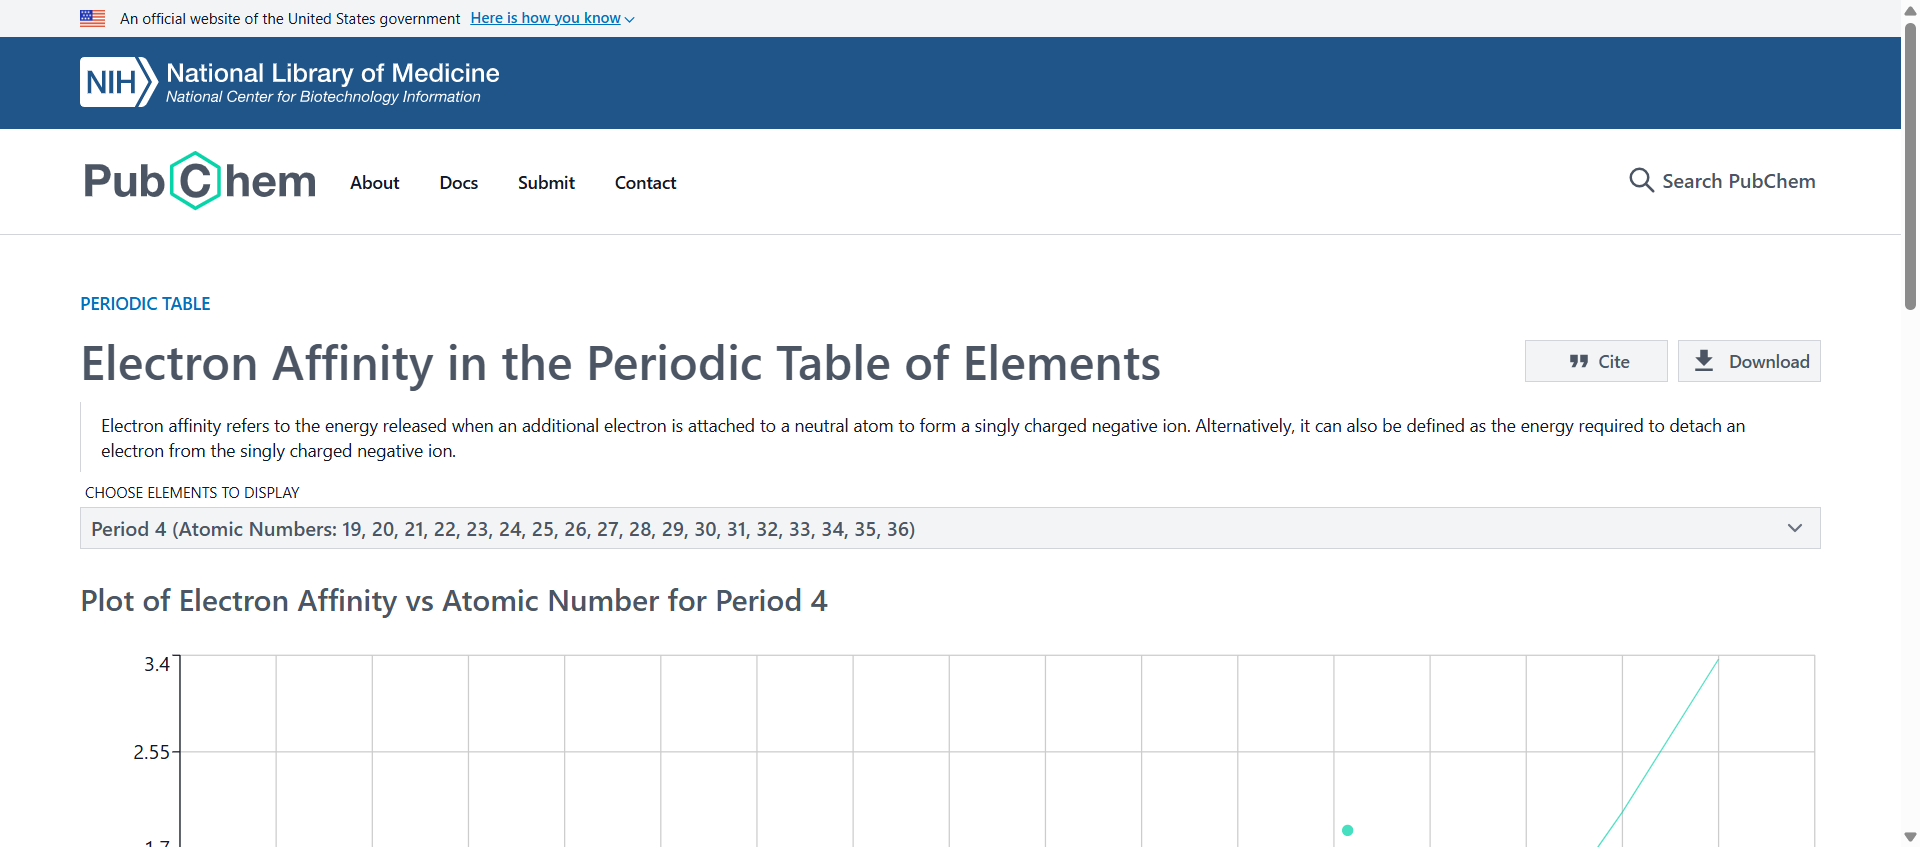 An official website of the United States government Here is how you know
NIH National Library of Medicine
National Center for Biotechnology Information
PubChem About Docs Submit Contact Search PubChem
PERIODIC TABLE
Electron Affinity in the Periodic Table of Elements
Cite Download
Electron affinity refers to the energy released when an additional electron is attached to a neutral atom to form a singly charged negative ion. Alternatively, it can also be defined as the energy required to detach an
electron from the singly charged negative ion.
CHOOSE ELEMENTS TO DISPLAY
Period 4 (Atomic Numbers: 19, 20, 21, 22, 23, 24, 25, 26, 27, 28, 29, 30, 31, 32, 33, 34, 35, 36)
Plot of Electron Affinity vs Atomic Number for Period 4
3.4
2.55
1.7